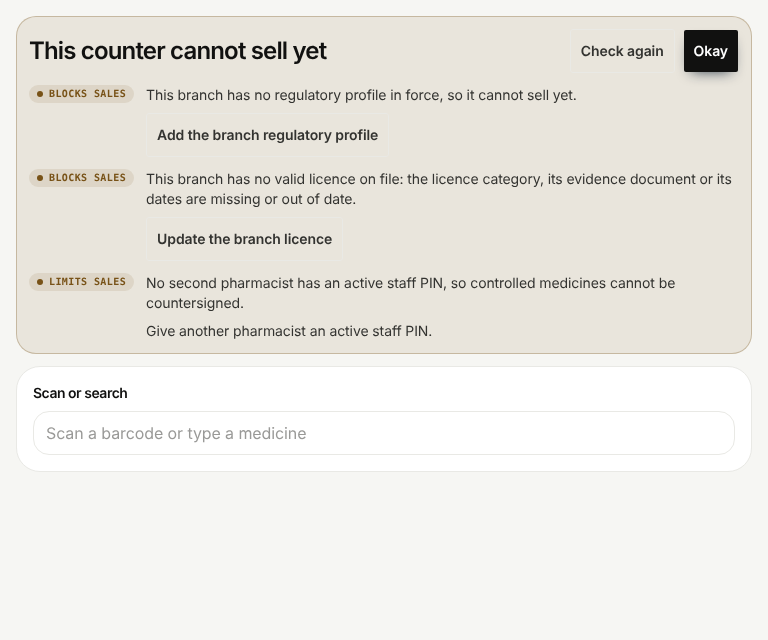 This counter cannot sell yet
Check again
Okay
BLOCKS SALES
This branch has no regulatory profile in force, so it cannot sell yet.
Add the branch regulatory profile
BLOCKS SALES
This branch has no valid licence on file: the licence category, its evidence document or its
dates are missing or out of date.
Update the branch licence
LIMITS SALES
No second pharmacist has an active staff PIN, so controlled medicines cannot be
countersigned.
Give another pharmacist an active staff PIN.
Scan or search
Scan a barcode or type a medicine